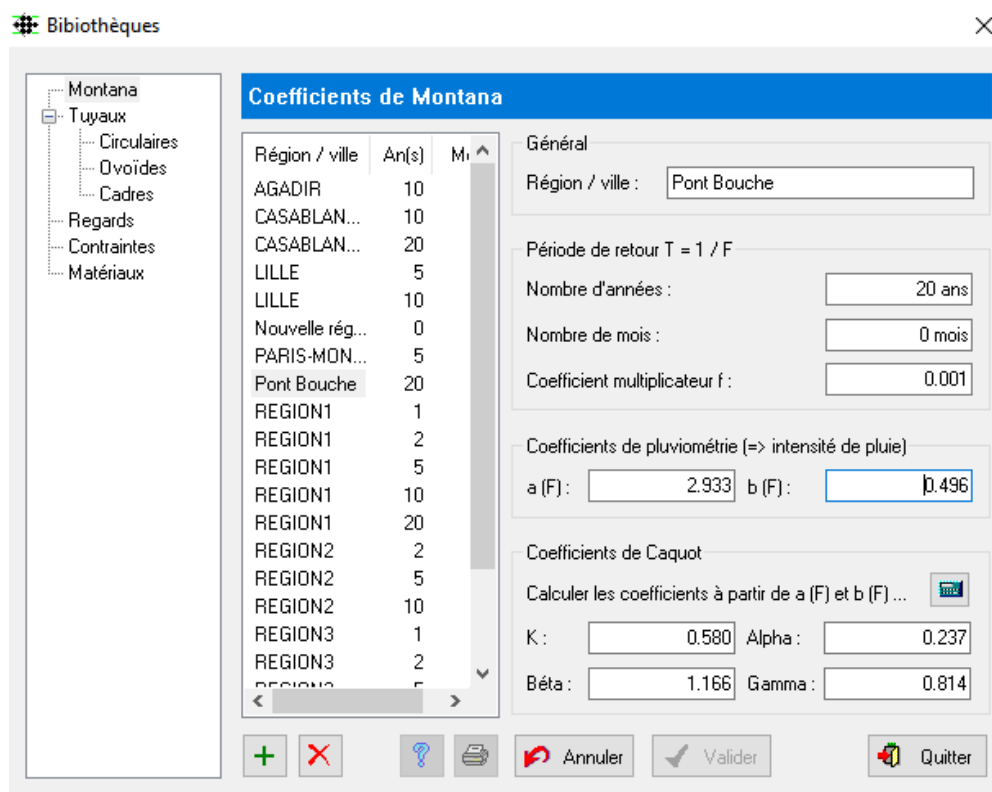 Bibiothèques
Montana
Tuyaux
Circulaires
Ovoïdes
Cadres
Regards
Contraintes
Matériaux
Coefficients de Montana
Région / ville An(s)
AGADIR 10
CASABLAN... 10
CASABLAN... 20
LILLE 5
LILLE 10
Nouvelle rég... 0
PARIS-MON... 5
Pont Bouche 20
REGION1 1
REGION1 2
REGION1 5
REGION1 10
REGION1 20
REGION2 2
REGION2 5
REGION2 10
REGION3 1
REGION3 2
Général
Région / ville : Pont Bouche
Période de retour T = 1 / F
Nombre d'années : 20 ans
Nombre de mois : 0 mois
Coefficient multiplicateur f : 0.001
Coefficients de pluviométrie (=> intensité de pluie)
a (F) : 2.933 b (F) : 0.496
Coefficients de Caquot
Calculer les coefficients à partir de a (F) et b (F) ...
K : 0.580 Alpha : 0.237
Béta : 1.166 Gamma : 0.814
Annuler Valider Quitter